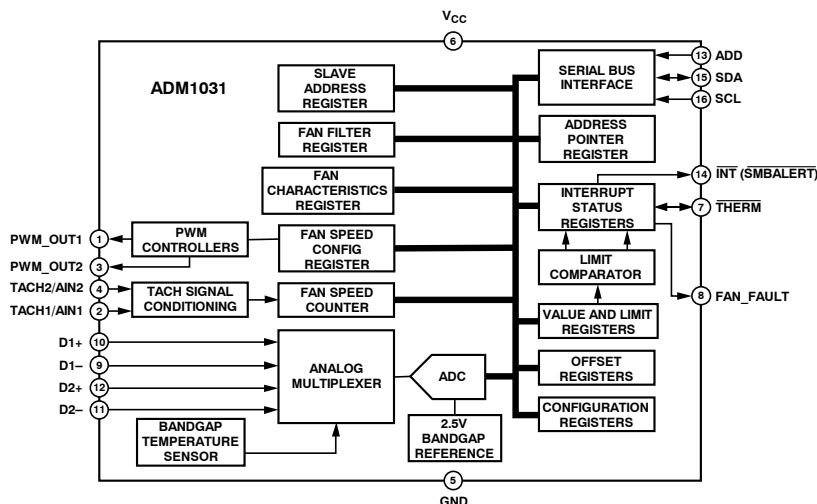 VCC
6
ADM1031
SLAVE
ADDRESS
REGISTER
SERIAL BUS
INTERFACE
13 ADD
15 SDA
16 SCL
FAN FILTER
REGISTER
ADDRESS
POINTER
REGISTER
FAN
CHARACTERISTICS
REGISTER
INTERRUPT
STATUS
REGISTERS
14 INT (SMBALERT)
7 THERM
PWM_OUT1 1
PWM_OUT2 3
PWM
CONTROLLERS
FAN SPEED
CONFIG
REGISTER
LIMIT
COMPARATOR
TACH2/AIN2 4
TACH1/AIN1 2
TACH SIGNAL
CONDITIONING
FAN SPEED
COUNTER
VALUE AND LIMIT
REGISTERS
8 FAN_FAULT
D1+ 10
D1– 9
D2+ 12
D2– 11
ANALOG
MULTIPLEXER
ADC
OFFSET
REGISTERS
BANDGAP
TEMPERATURE
SENSOR
2.5V
BANDGAP
REFERENCE
CONFIGURATION
REGISTERS
5
GND